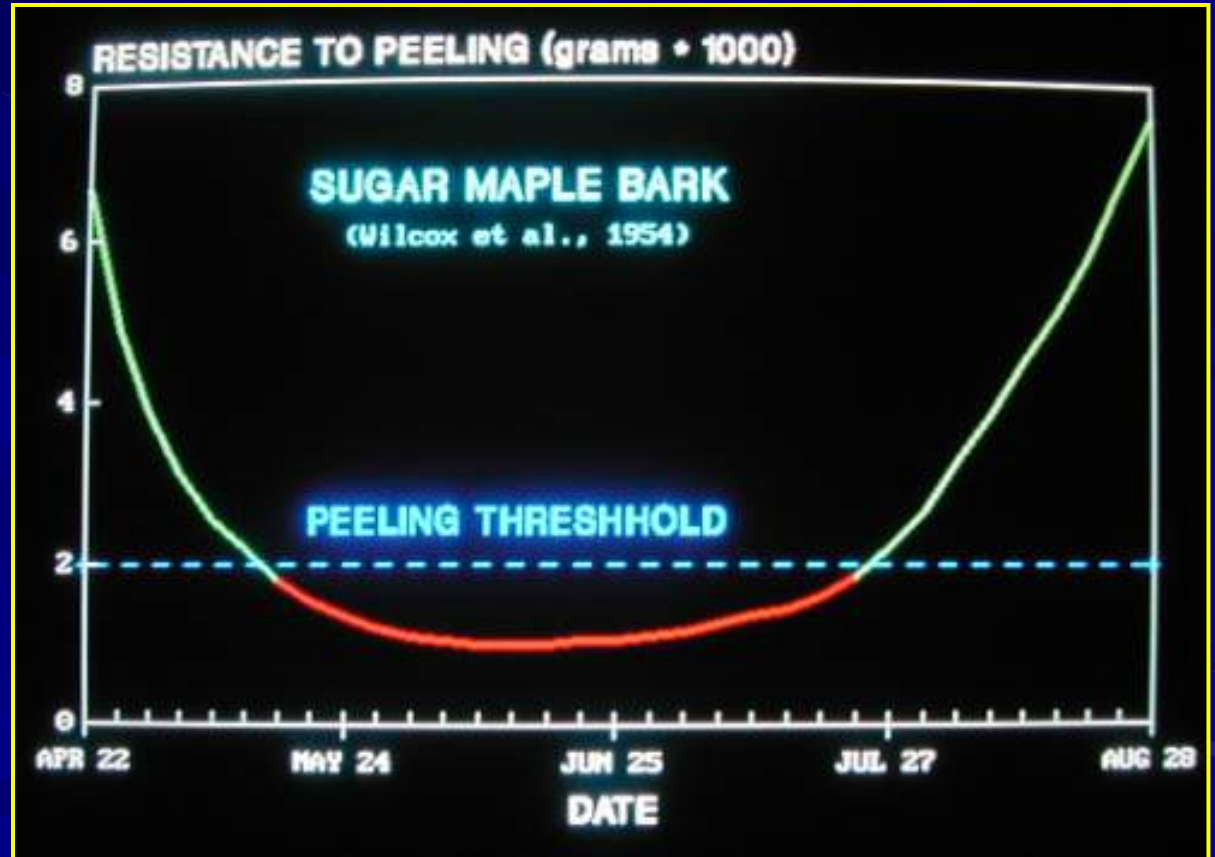 RESISTANCE TO PEELING (grams * 1000)
8
SUGAR MAPLE BARK
(Wilcox et al., 1954)
6
4
PEELING THRESHHOLD
2
0
APR 22 MAY 24 JUN 25 JUL 27 AUG 28
DATE